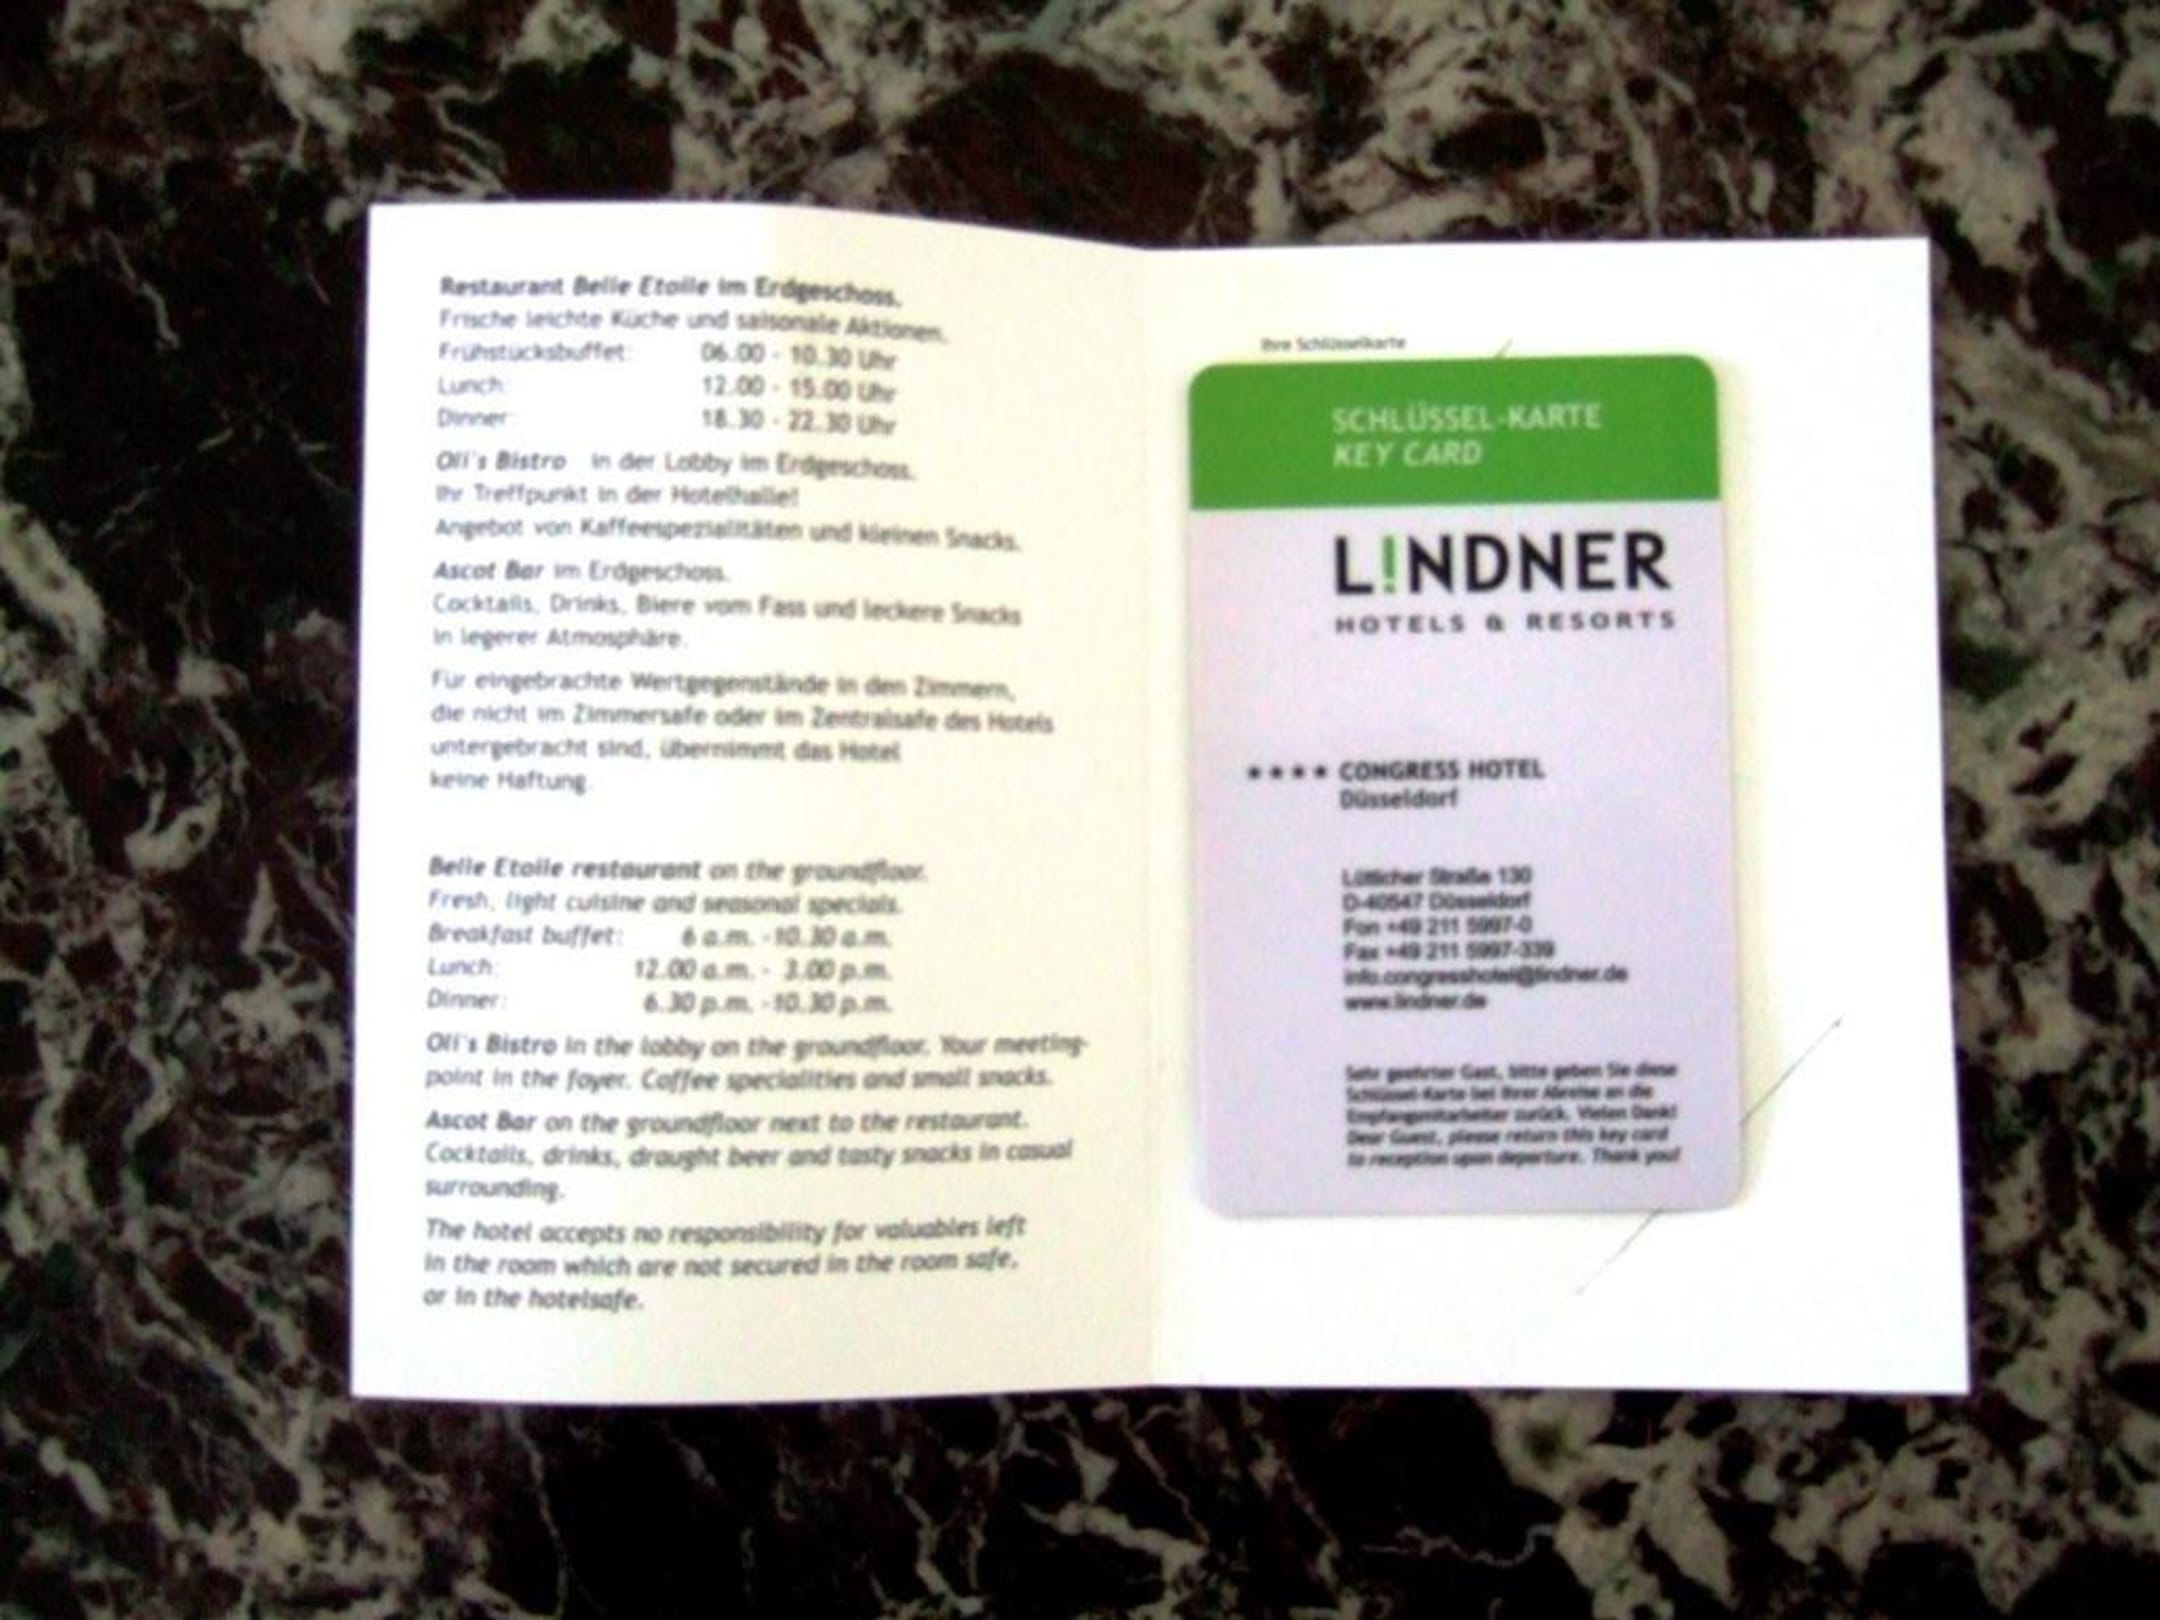 Restaurant Belle Etoile im Erdgeschoss.
Frische leichte Küche und saisonale Aktionen.
Frühstücksbuffet: 06.00 - 10.30 Uhr
Lunch: 12.00 - 15.00 Uhr
Dinner: 18.30 - 22.30 Uhr
Oli's Bistro in der Lobby im Erdgeschoss.
Ihr Treffpunkt in der Hotelhalle!
Angebot von Kaffeespezialitäten und kleinen Snacks.
Ascot Bar im Erdgeschoss.
Cocktails, Drinks, Biere vom Fass und leckere Snacks
in legerer Atmosphäre.
Für eingebrachte Wertgegenstände in den Zimmern,
die nicht im Zimmersafe oder im Zentralsafe des Hotels
untergebracht sind, übernimmt das Hotel
keine Haftung.
Belle Etoile restaurant on the groundfloor.
Fresh, light cuisine and seasonal specials.
Breakfast buffet: 6 a.m. -10.30 a.m.
Lunch: 12.00 a.m. - 3.00 p.m.
Dinner: 6.30 p.m. -10.30 p.m.
Oli's Bistro in the lobby on the groundfloor. Your meeting-
point in the foyer. Coffee specialities and small snacks.
Ascot Bar on the groundfloor next to the restaurant.
Cocktails, drinks, draught beer and tasty snacks in casual
surrounding.
The hotel accepts no responsibility for valuables left
in the room which are not secured in the room safe,
or in the hotelsafe.
Ihre Schlüsselkarte
SCHLÜSSEL-KARTE
KEY CARD
L!NDNER
HOTELS & RESORTS
**** CONGRESS HOTEL
Düsseldorf
Lütticher Straße 130
D-40547 Düsseldorf
Fon +49 211 5997-0
Fax +49 211 5997-339
info.congresshotel@lindner.de
www.lindner.de
Sehr geehrter Gast, bitte geben Sie diese
Schlüssel-Karte bei Ihrer Abreise an die
Empfangsmitarbeiter zurück. Vielen Dank!
Dear Guest, please return this key card
to reception upon departure. Thank you!